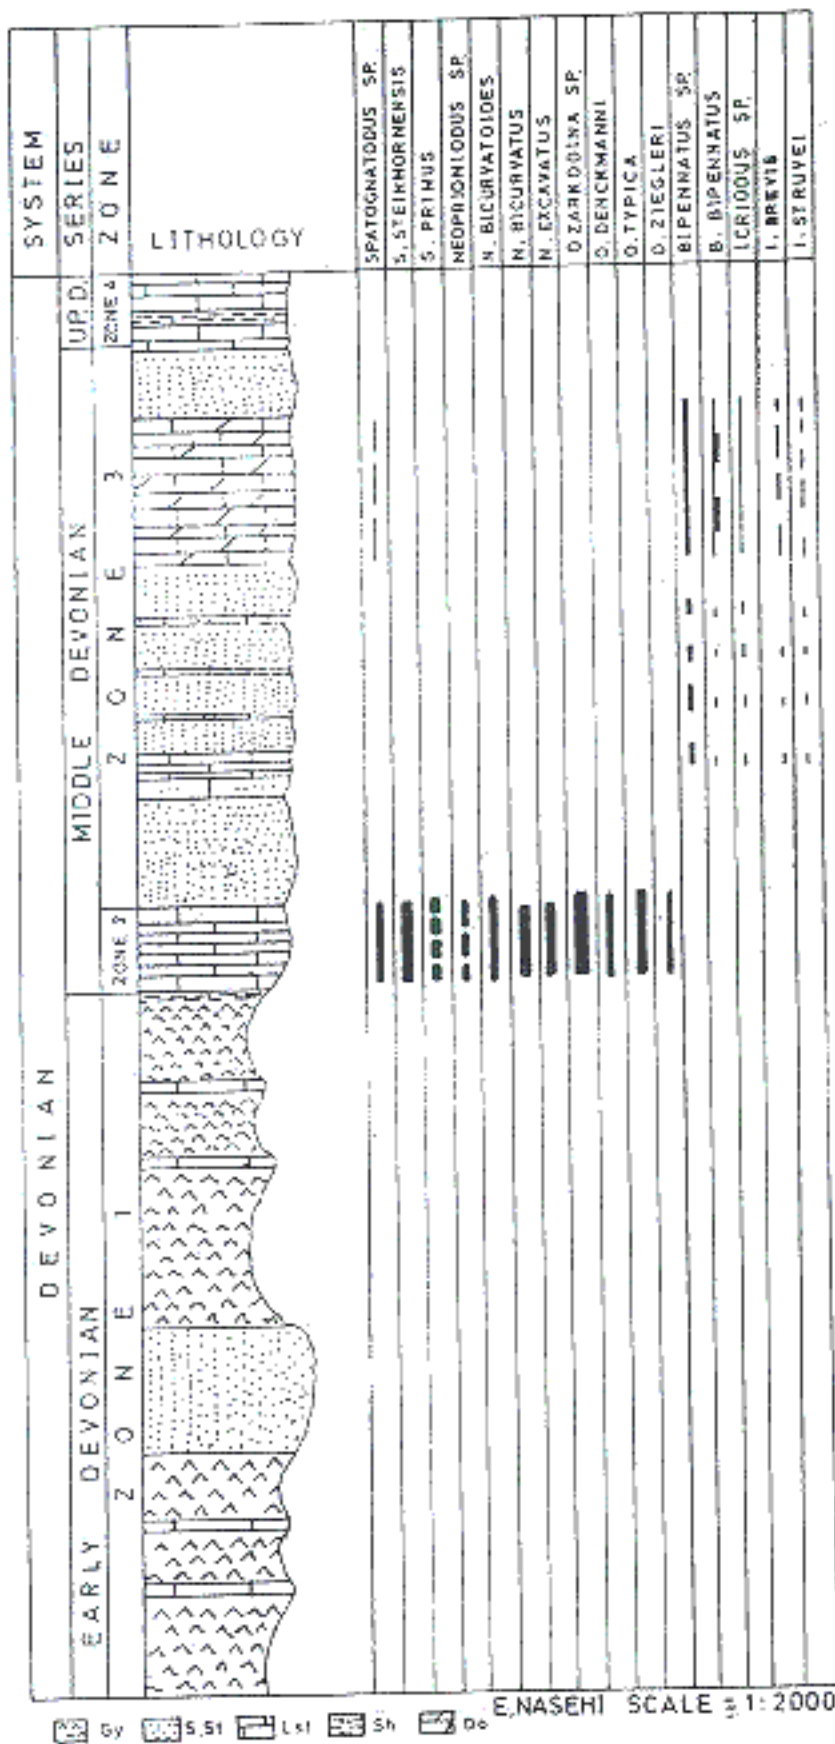 SYSTEM
SERIES
ZONE
LITHOLOGY
SPATOGNATODUS SP.
S. STEINHORNENSIS
S. PRIMUS
NEOPRIONIODUS SP.
N. BICURVATOIDES
N. BICURVATUS
N. EXCAVATUS
OZARKODINA SP.
O. DENCKMANNI
O. TYPICA
O. ZIEGLERI
BIPENNATUS SP.
B. BIPENNATUS
ICRIODUS SP.
I. BREVIS
I. STRUVEI
DEVONIAN
UP.D.
MIDDLE DEVONIAN
EARLY DEVONIAN
ZONE 4
ZONE 3
ZONE 2
ZONE 1
E.NASEHI SCALE ≅ 1:2000
Gy S.St Lst Sh Do